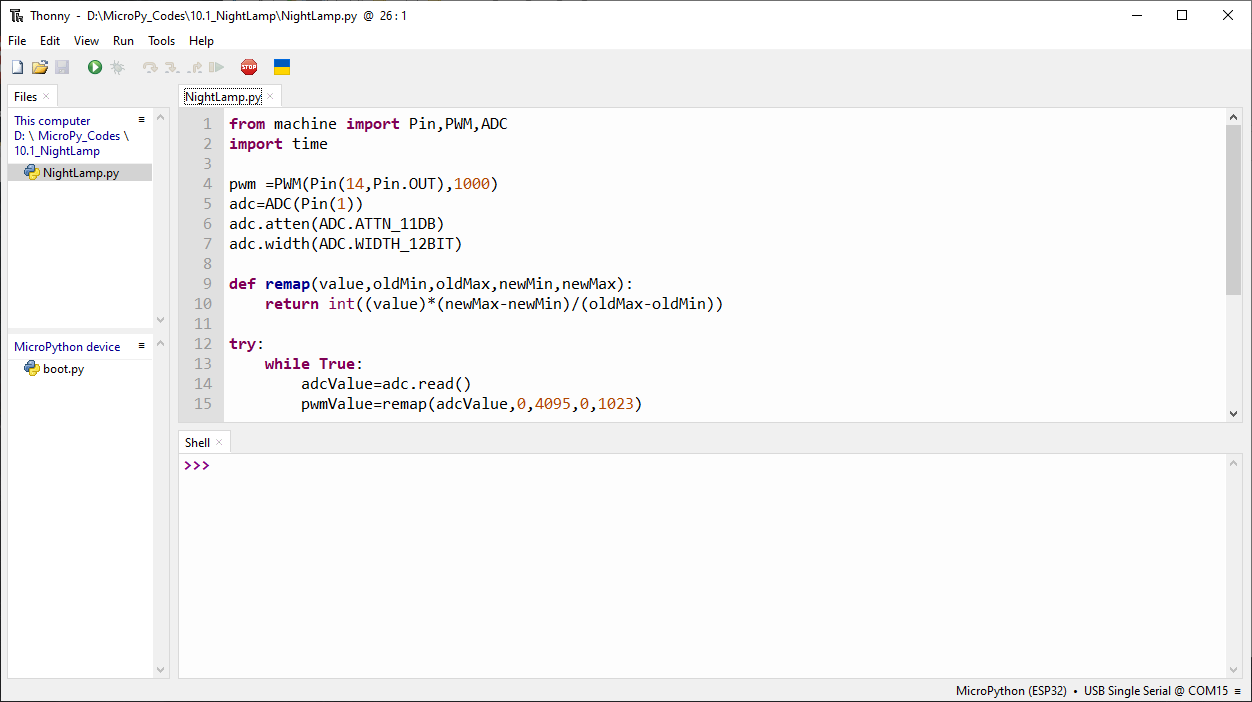 Thonny - D:\MicroPy_Codes\10.1_NightLamp\NightLamp.py @ 26 : 1
File Edit View Run Tools Help
STOP
Files
This computer
D: \ MicroPy_Codes \
10.1_NightLamp
NightLamp.py
MicroPython device
boot.py
NightLamp.py
1 from machine import Pin,PWM,ADC
2 import time
3
4 pwm =PWM(Pin(14,Pin.OUT),1000)
5 adc=ADC(Pin(1))
6 adc.atten(ADC.ATTN_11DB)
7 adc.width(ADC.WIDTH_12BIT)
8
9 def remap(value,oldMin,oldMax,newMin,newMax):
10     return int((value)*(newMax-newMin)/(oldMax-oldMin))
11
12 try:
13     while True:
14         adcValue=adc.read()
15         pwmValue=remap(adcValue,0,4095,0,1023)
Shell
>>>
MicroPython (ESP32) • USB Single Serial @ COM15